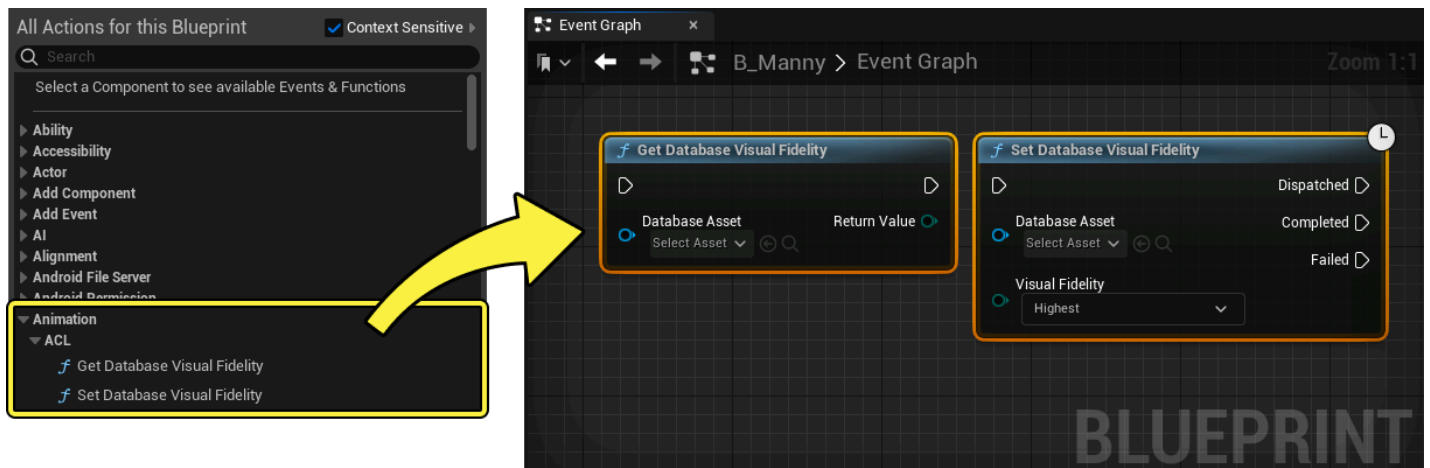 All Actions for this Blueprint
Context Sensitive
Search
Select a Component to see available Events & Functions
Ability
Accessibility
Actor
Add Component
Add Event
AI
Alignment
Android File Server
Android Permission
Animation
ACL
Get Database Visual Fidelity
Set Database Visual Fidelity
Event Graph
B_Manny > Event Graph
Zoom 1:1
Get Database Visual Fidelity
Database Asset
Return Value
Select Asset
Set Database Visual Fidelity
Dispatched
Database Asset
Completed
Select Asset
Failed
Visual Fidelity
Highest
BLUEPRINT